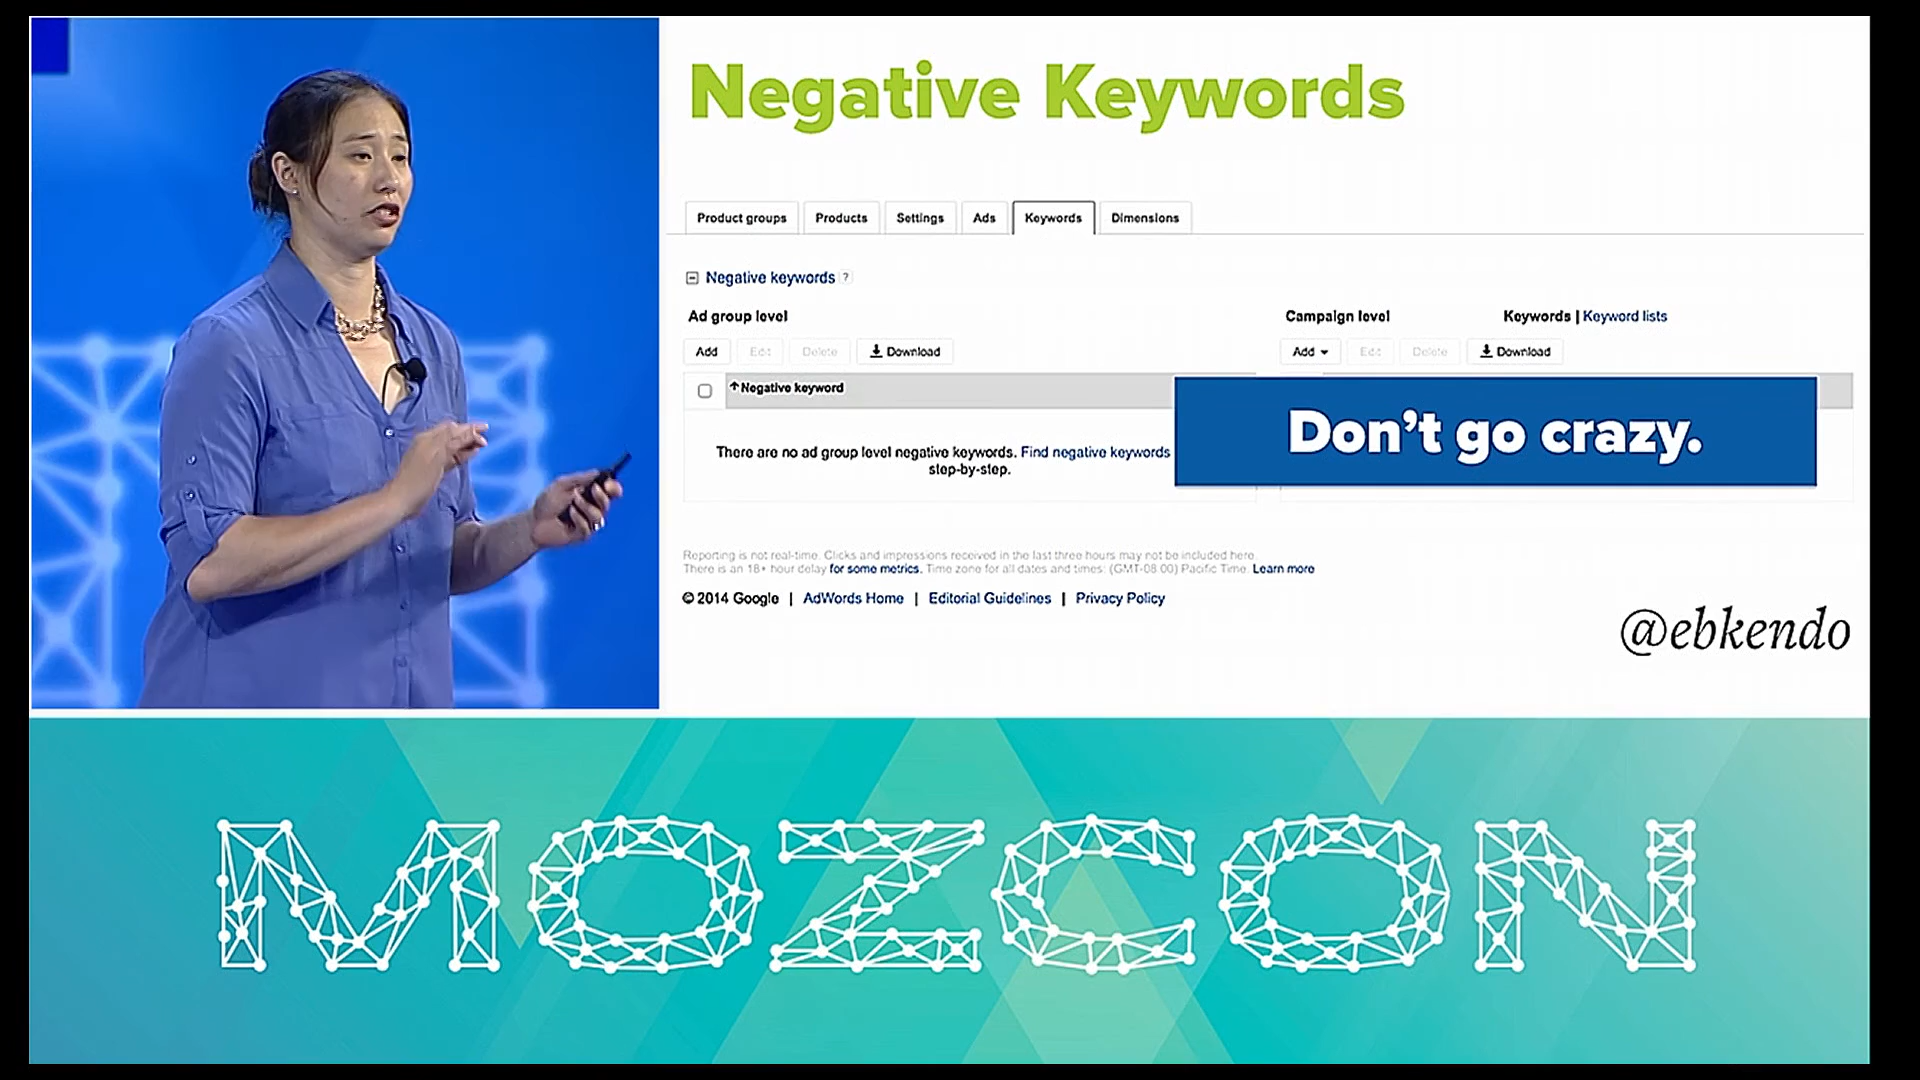 Negative Keywords
Product groups Products Settings Ads Keywords Dimensions
Negative keywords ?
Ad group level
Campaign level Keywords | Keyword lists
Add Edit Delete Download
Add Edit Delete Download
Negative keyword
There are no ad group level negative keywords. Find negative keywords
step-by-step.
Don't go crazy.
Reporting is not real-time. Clicks and impressions received in the last three hours may not be included here.
There is an 18+ hour delay for some metrics. Time zone for all dates and times: (GMT-08:00) Pacific Time. Learn more
© 2014 Google | AdWords Home | Editorial Guidelines | Privacy Policy
@ebkendo
MOZCON